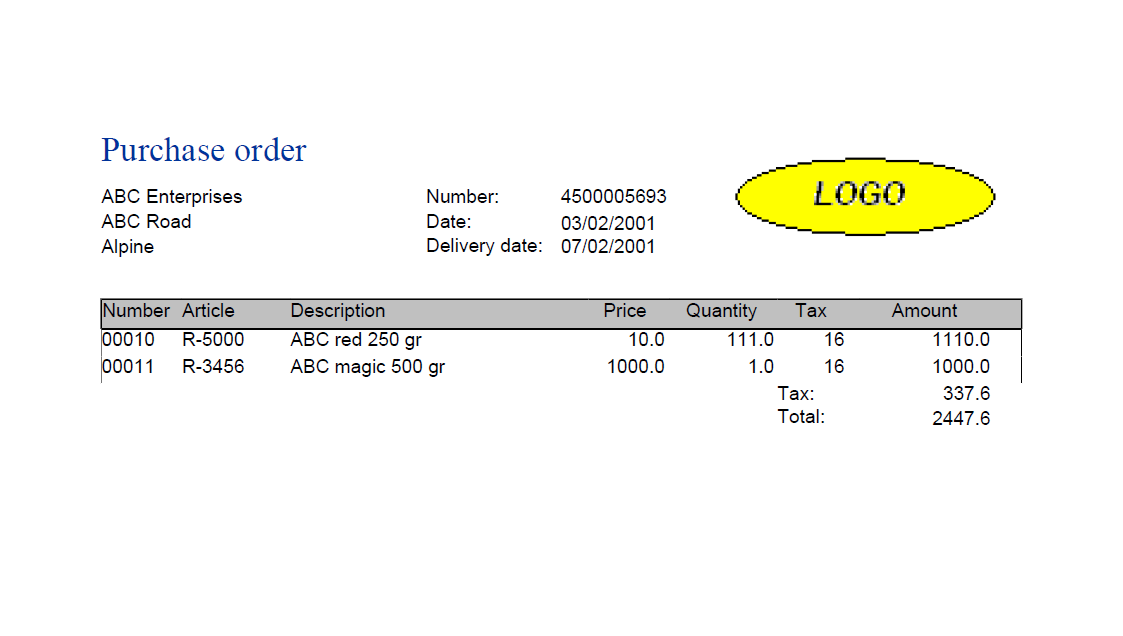 Purchase order
LOGO
ABC Enterprises Number: 4500005693
ABC Road Date: 03/02/2001
Alpine Delivery date: 07/02/2001
Number Article Description Price Quantity Tax Amount
00010 R-5000 ABC red 250 gr 10.0 111.0 16 1110.0
00011 R-3456 ABC magic 500 gr 1000.0 1.0 16 1000.0
Tax: 337.6
Total: 2447.6